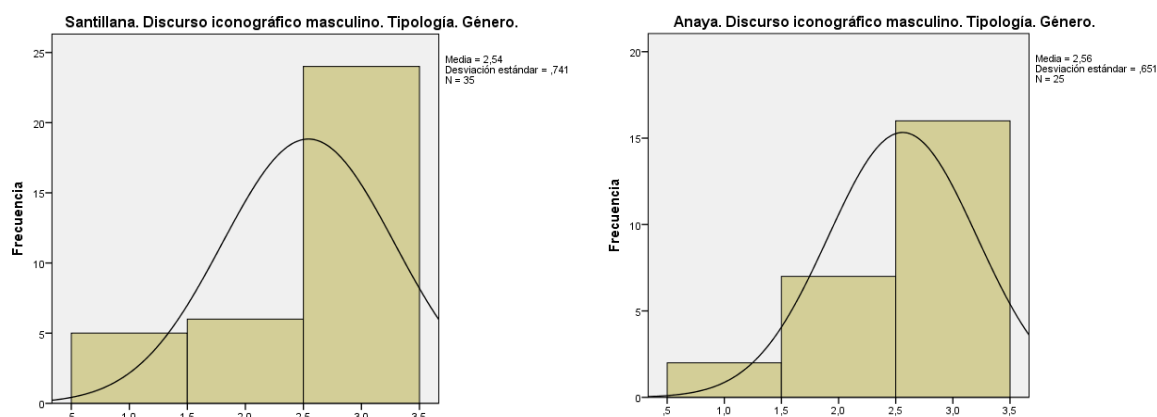 Santillana. Discurso iconográfico masculino. Tipología. Género.
Media = 2,54
Desviación estándar = ,741
N = 35
Frecuencia
25
20
15
10
5
0
,5
1,0
1,5
2,0
2,5
3,0
3,5
Anaya. Discurso iconográfico masculino. Tipología. Género.
Media = 2,56
Desviación estándar = ,651
N = 25
Frecuencia
20
15
10
5
0
,5
1,0
1,5
2,0
2,5
3,0
3,5